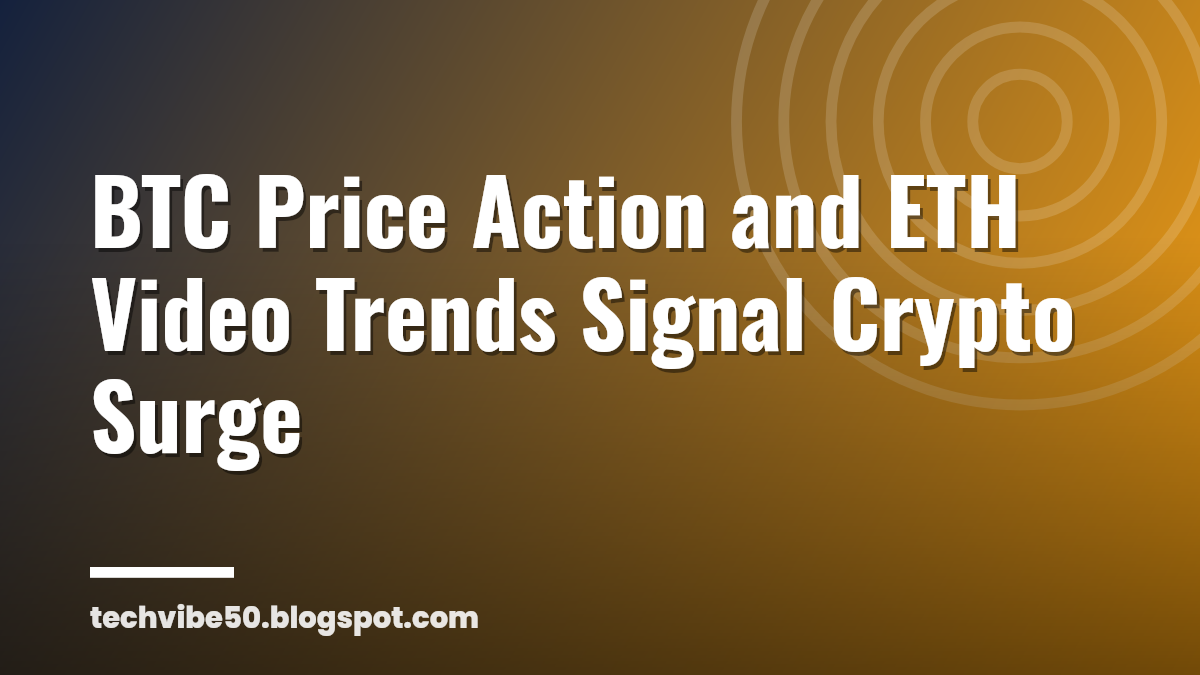 BTC Price Action and ETH
Video Trends Signal Crypto
Surge
techvibe50.blogspot.com